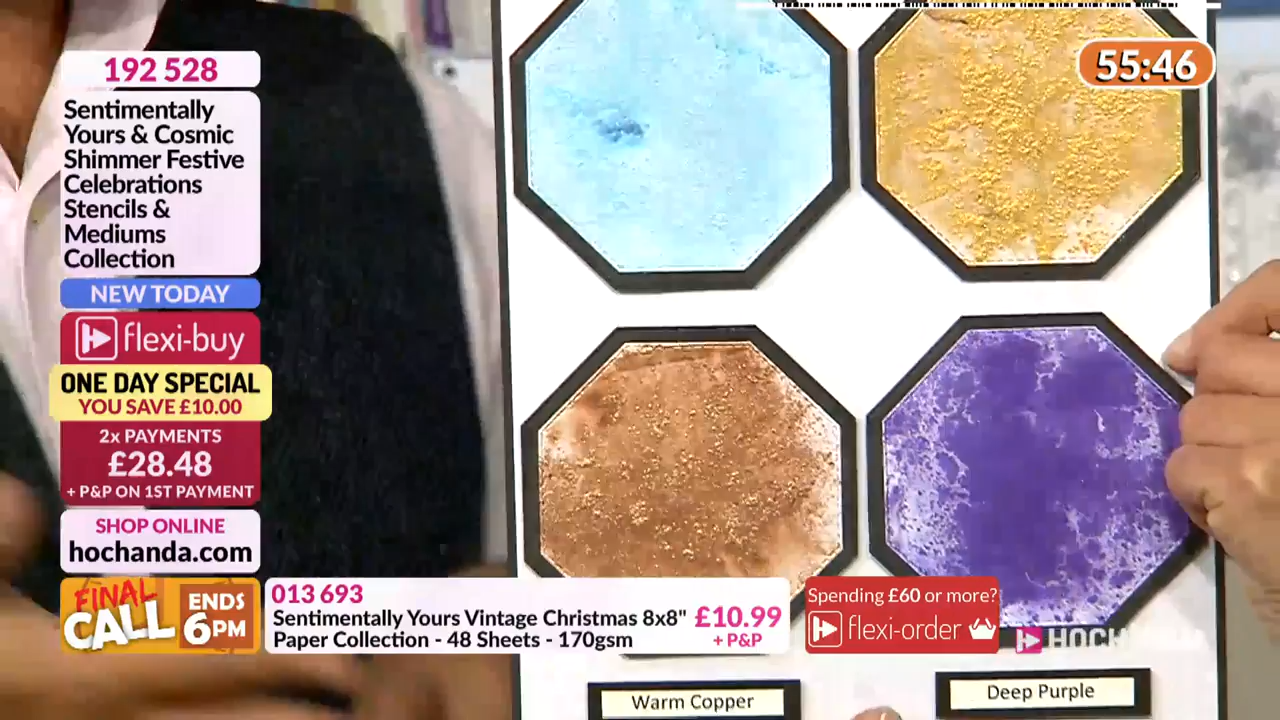 192 528
Sentimentally
Yours & Cosmic
Shimmer Festive
Celebrations
Stencils &
Mediums
Collection
NEW TODAY
flexi-buy
ONE DAY SPECIAL
YOU SAVE £10.00
2x PAYMENTS
£28.48
+ P&P ON 1ST PAYMENT
SHOP ONLINE
hochanda.com
FINAL
CALL
ENDS
6PM
013 693
Sentimentally Yours Vintage Christmas 8x8"
Paper Collection - 48 Sheets - 170gsm
£10.99
+ P&P
Spending £60 or more?
flexi-order
HOCHANDA
55:46
Warm Copper
Deep Purple